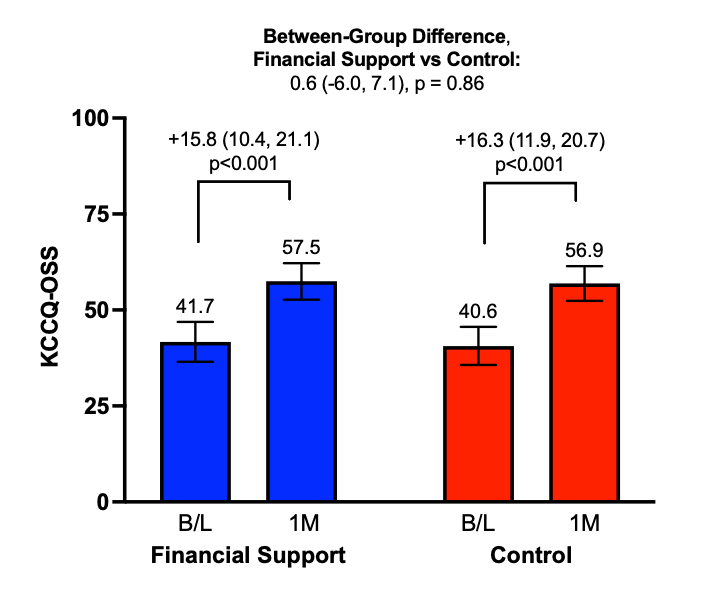 Between-Group Difference,
Financial Support vs Control:
0.6 (-6.0, 7.1), p = 0.86
KCCQ-OSS
100
75
50
25
0
+15.8 (10.4, 21.1)
p<0.001
41.7
57.5
+16.3 (11.9, 20.7)
p<0.001
40.6
56.9
B/L 1M B/L 1M
Financial Support Control